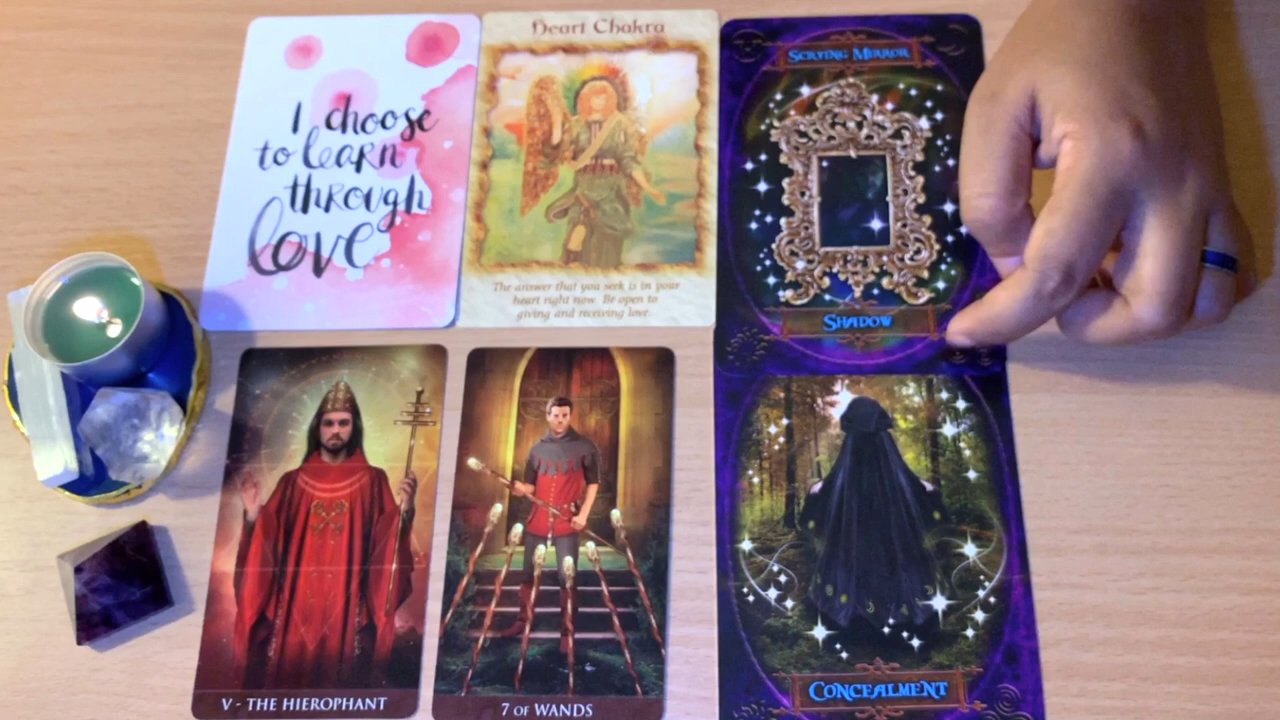 I choose
to learn
through
love
Heart Chakra
The answer that you seek is in your
heart right now. Be open to
giving and receiving love.
SCRYING MIRROR
SHADOW
V - THE HIEROPHANT
7 OF WANDS
CONCEALMENT